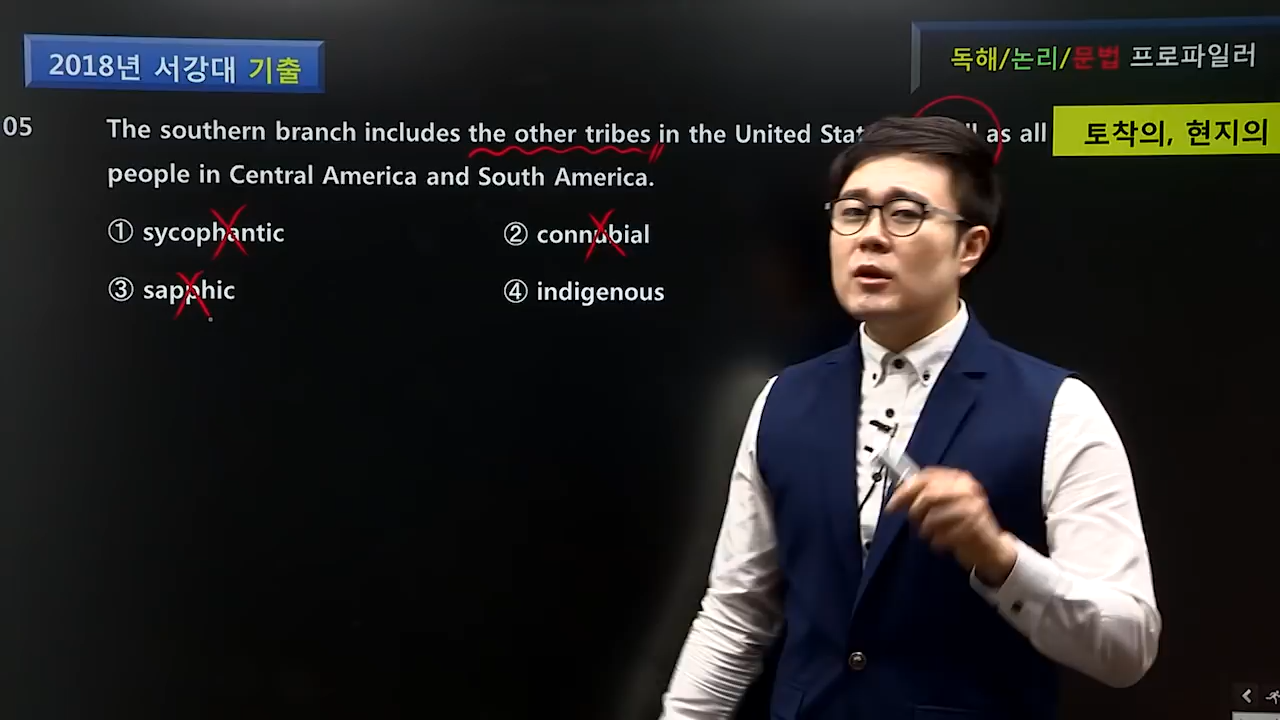 2018년 서강대 기출
독해/논리/문법 프로파일러
05
The southern branch includes the other tribes in the United as all 토착의, 현지의
people in Central America and South America.
① sycophantic ② connubial
③ sapphic ④ indigenous